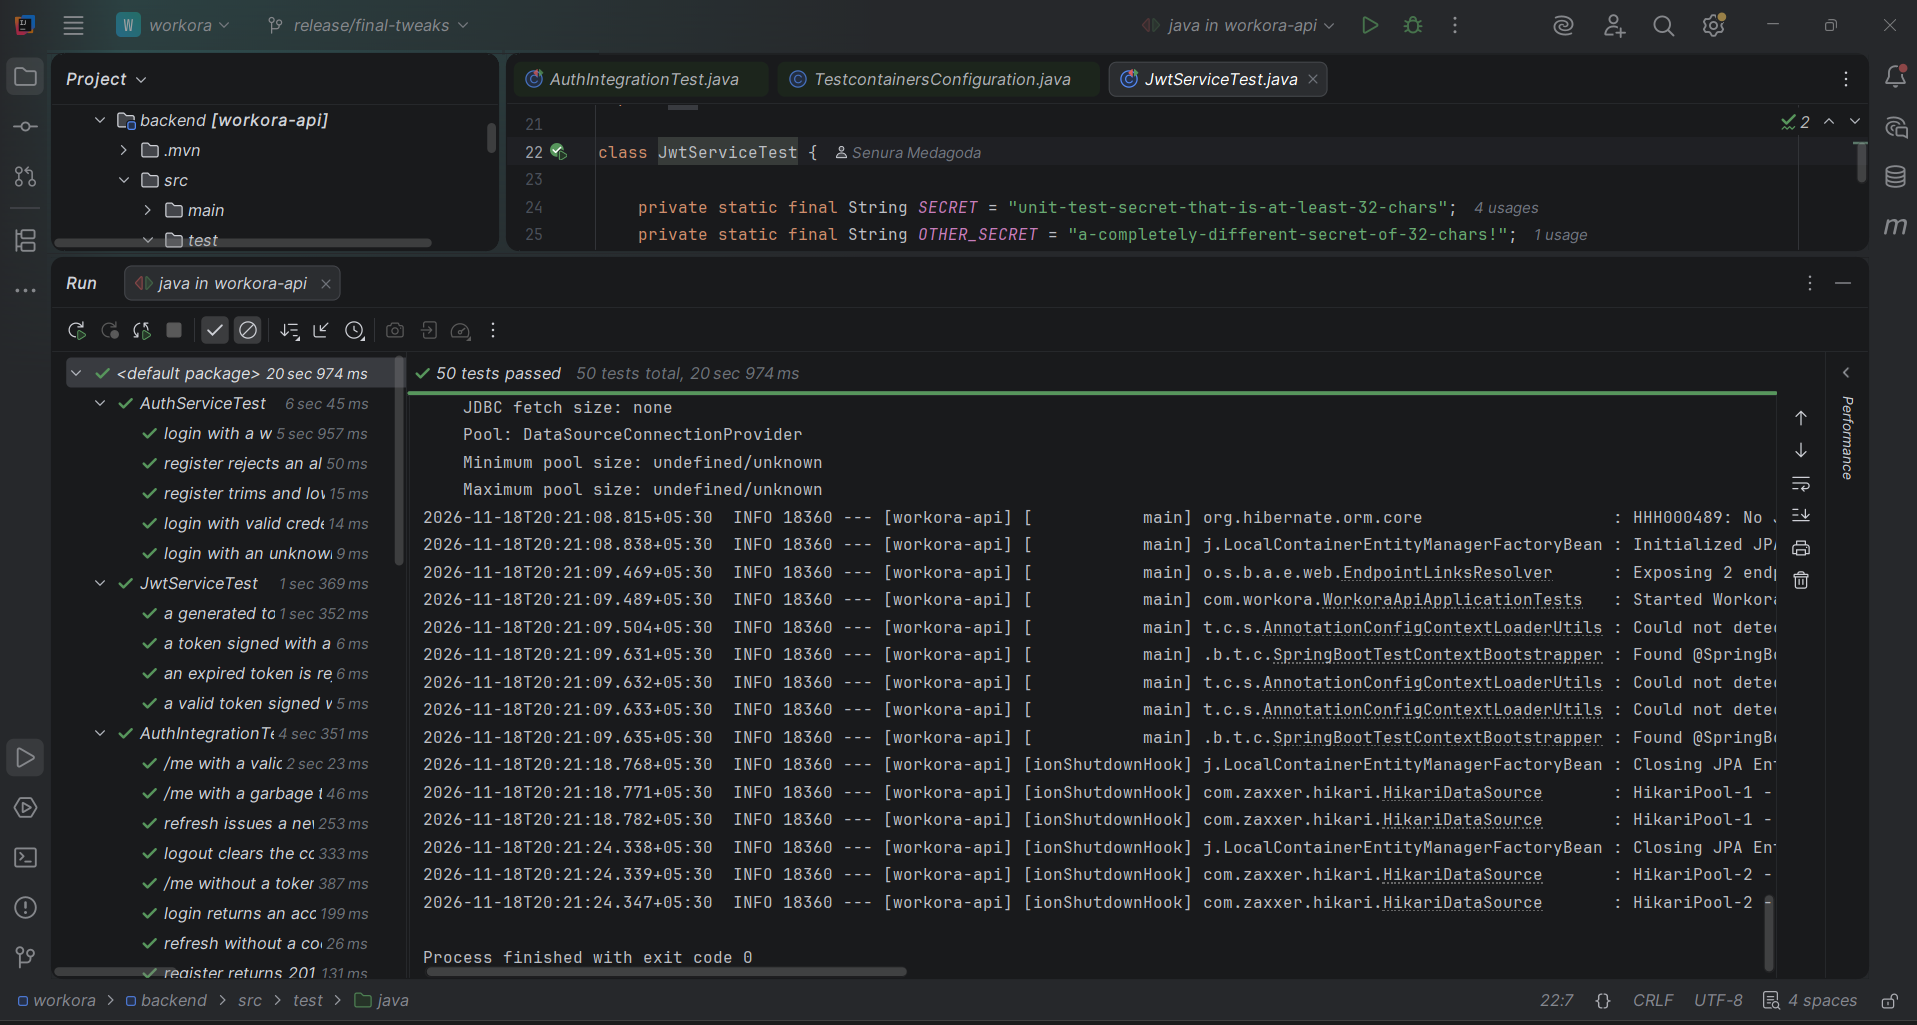 W workora release/final-tweaks java in workora-api
Project
AuthIntegrationTest.java TestcontainersConfiguration.java JwtServiceTest.java
backend [workora-api]
.mvn
src
main
test
2
21
22 class JwtServiceTest { Senura Medagoda
23
24 private static final String SECRET = "unit-test-secret-that-is-at-least-32-chars"; 4 usages
25 private static final String OTHER_SECRET = "a-completely-different-secret-of-32-chars!"; 1 usage
m
Run java in workora-api
<default package> 20 sec 974 ms
AuthServiceTest 6 sec 45 ms
login with a w 5 sec 957 ms
register rejects an al 50 ms
register trims and lov 15 ms
login with valid crede 14 ms
login with an unknown 9 ms
JwtServiceTest 1 sec 369 ms
a generated to 1 sec 352 ms
a token signed with a 6 ms
an expired token is re 6 ms
a valid token signed w 5 ms
AuthIntegrationTe 4 sec 351 ms
/me with a valid 2 sec 23 ms
/me with a garbage t 46 ms
refresh issues a new 253 ms
logout clears the co 333 ms
/me without a token 387 ms
login returns an acc 199 ms
refresh without a co 26 ms
register returns 201 131 ms
50 tests passed 50 tests total, 20 sec 974 ms
JDBC fetch size: none
Pool: DataSourceConnectionProvider
Minimum pool size: undefined/unknown
Maximum pool size: undefined/unknown
2026-11-18T20:21:08.815+05:30 INFO 18360 --- [workora-api] [ main] org.hibernate.orm.core : HHH000489: No J
2026-11-18T20:21:08.838+05:30 INFO 18360 --- [workora-api] [ main] j.LocalContainerEntityManagerFactoryBean : Initialized JPA
2026-11-18T20:21:09.469+05:30 INFO 18360 --- [workora-api] [ main] o.s.b.a.e.web.EndpointLinksResolver : Exposing 2 endp
2026-11-18T20:21:09.489+05:30 INFO 18360 --- [workora-api] [ main] com.workora.WorkoraApiApplicationTests : Started Workora
2026-11-18T20:21:09.504+05:30 INFO 18360 --- [workora-api] [ main] t.c.s.AnnotationConfigContextLoaderUtils : Could not detec
2026-11-18T20:21:09.631+05:30 INFO 18360 --- [workora-api] [ main] .b.t.c.SpringBootTestContextBootstrapper : Found @SpringBo
2026-11-18T20:21:09.632+05:30 INFO 18360 --- [workora-api] [ main] t.c.s.AnnotationConfigContextLoaderUtils : Could not detec
2026-11-18T20:21:09.633+05:30 INFO 18360 --- [workora-api] [ main] t.c.s.AnnotationConfigContextLoaderUtils : Could not detec
2026-11-18T20:21:09.635+05:30 INFO 18360 --- [workora-api] [ main] .b.t.c.SpringBootTestContextBootstrapper : Found @SpringBo
2026-11-18T20:21:18.768+05:30 INFO 18360 --- [workora-api] [ionShutdownHook] j.LocalContainerEntityManagerFactoryBean : Closing JPA Ent
2026-11-18T20:21:18.771+05:30 INFO 18360 --- [workora-api] [ionShutdownHook] com.zaxxer.hikari.HikariDataSource : HikariPool-1 -
2026-11-18T20:21:18.782+05:30 INFO 18360 --- [workora-api] [ionShutdownHook] com.zaxxer.hikari.HikariDataSource : HikariPool-1 -
2026-11-18T20:21:24.338+05:30 INFO 18360 --- [workora-api] [ionShutdownHook] j.LocalContainerEntityManagerFactoryBean : Closing JPA Ent
2026-11-18T20:21:24.339+05:30 INFO 18360 --- [workora-api] [ionShutdownHook] com.zaxxer.hikari.HikariDataSource : HikariPool-2 -
2026-11-18T20:21:24.347+05:30 INFO 18360 --- [workora-api] [ionShutdownHook] com.zaxxer.hikari.HikariDataSource : HikariPool-2 -
Process finished with exit code 0
Performance
workora > backend > src > test > java 22:7 {} CRLF UTF-8 4 spaces